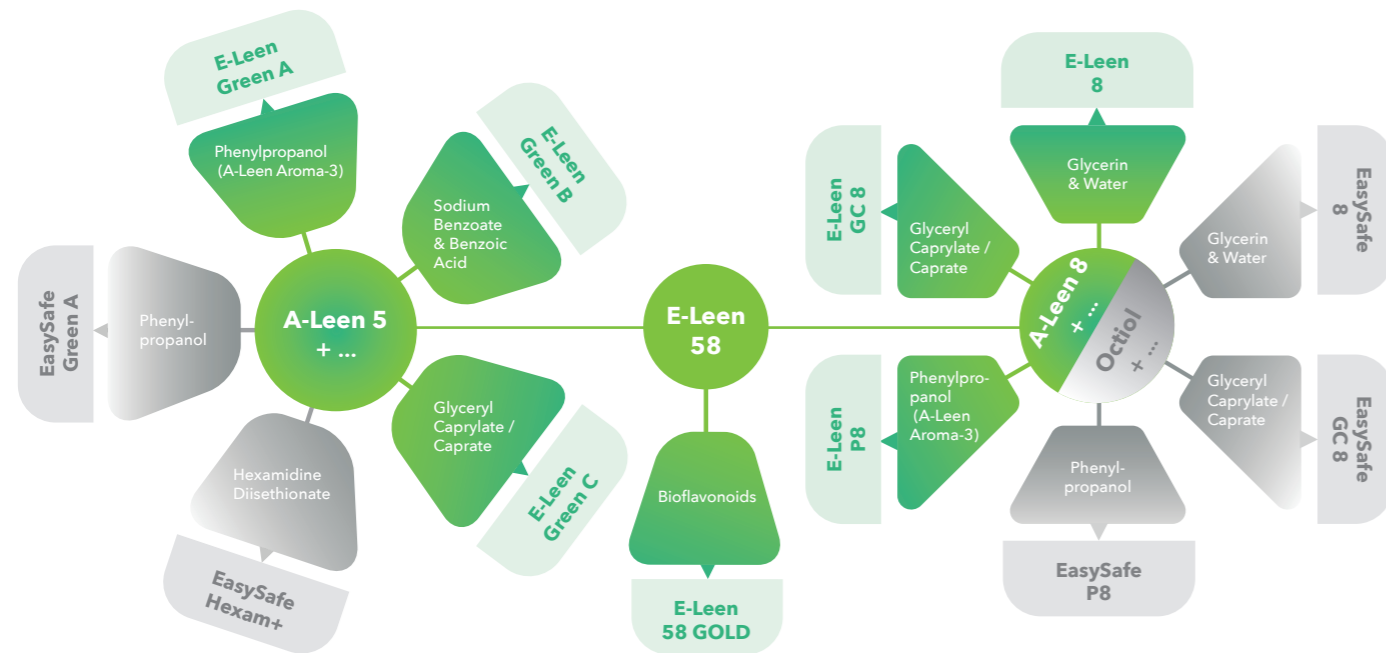 E-Leen
Green A
Phenylpropanol
(A-Leen Aroma-3)
E-Leen
Green B
Sodium
Benzoate
& Benzoic
Acid
EasySafe
Green A
Phenyl-
propanol
A-Leen 5
+ ...
Glyceryl
Caprylate /
Caprate
E-Leen
Green C
Hexamidine
Diisethionate
EasySafe
Hexam+
E-Leen
58
Bioflavonoids
E-Leen
58 GOLD
E-Leen
8
Glycerin
& Water
E-Leen
GC 8
Glyceryl
Caprylate /
Caprate
EasySafe
8
Glycerin
& Water
A-Leen 8
+ ...
Octiol
+ ...
E-Leen
P8
Phenylpro-
panol
(A-Leen
Aroma-3)
Glyceryl
Caprylate /
Caprate
EasySafe
GC 8
Phenyl-
propanol
EasySafe
P8